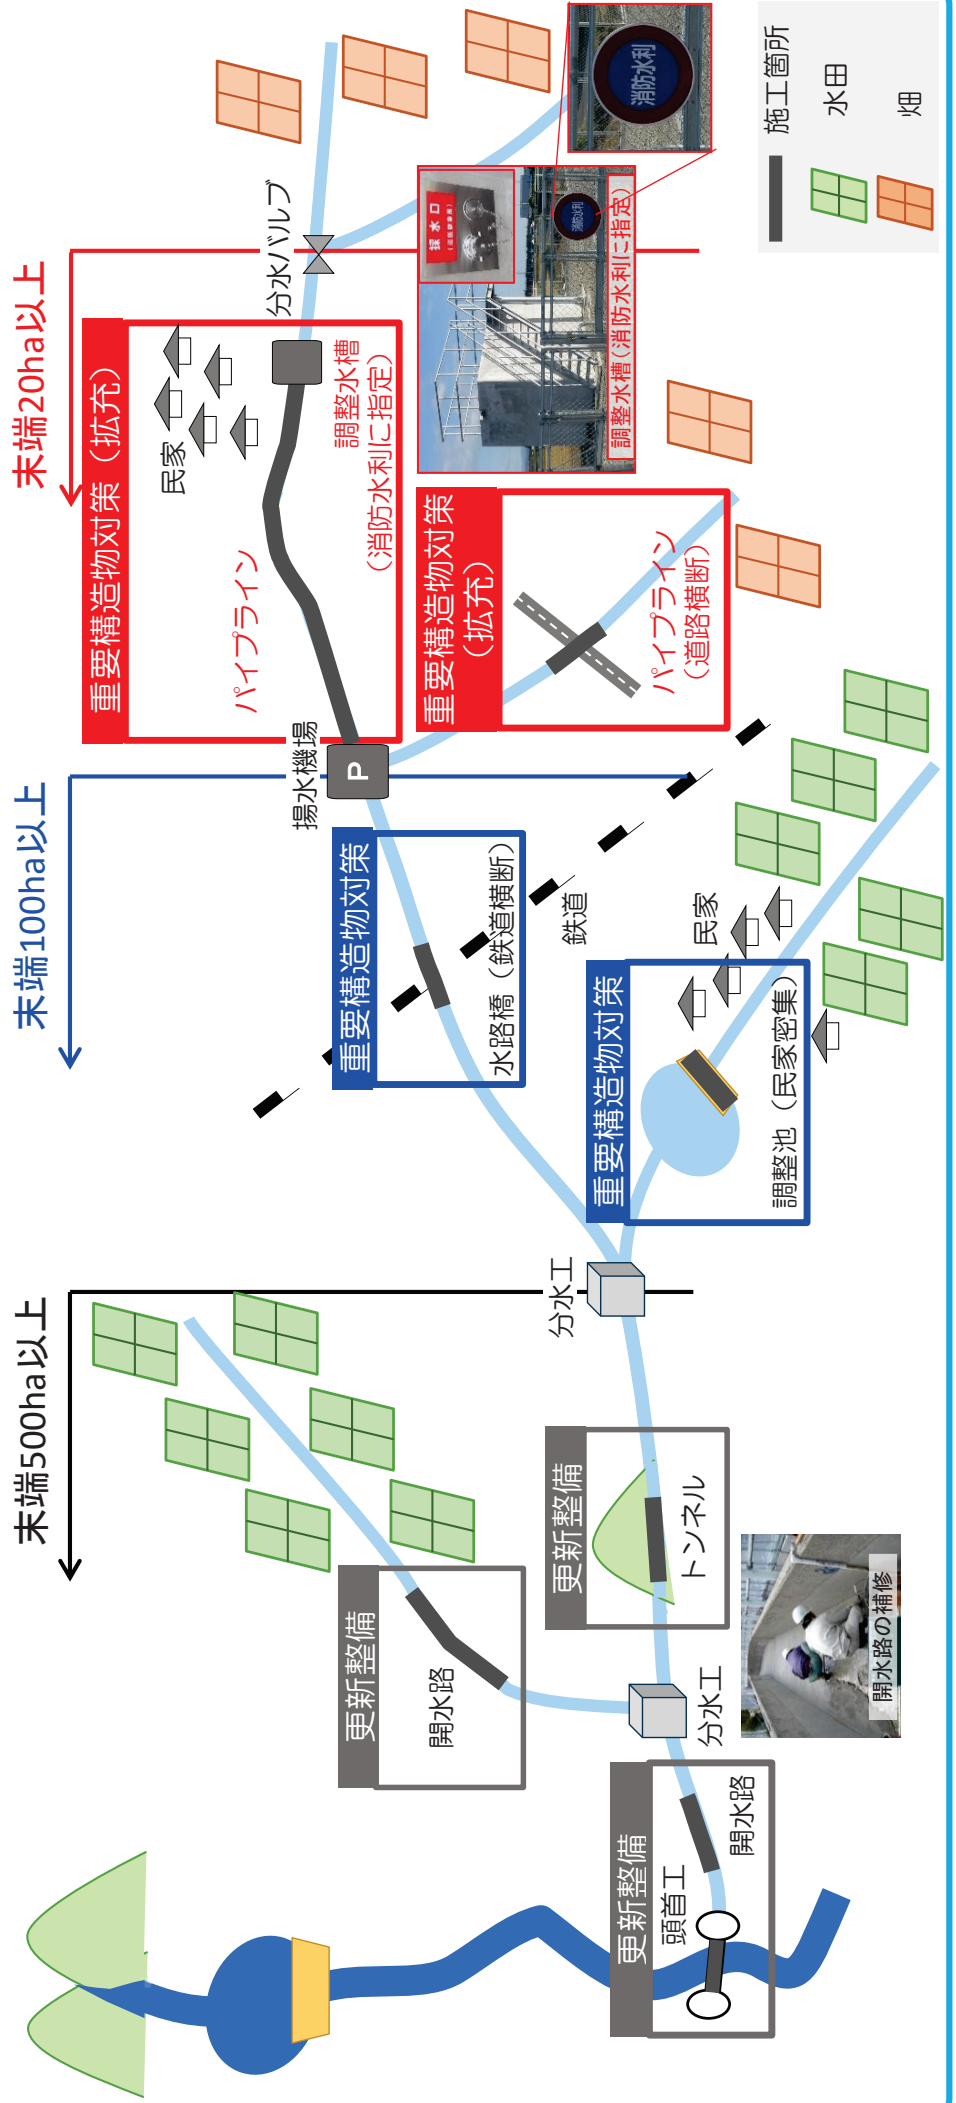 末端500ha以上
末端100ha以上
末端20ha以上
更新整備
頭首工
開水路
分水工
更新整備
開水路
更新整備
トンネル
開水路の補修
分水工
重要構造物対策
水路橋（鉄道横断）
鉄道
重要構造物対策
調整池（民家密集）
民家
揚水機場
P
重要構造物対策（拡充）
パイプライン
民家
調整水槽
（消防水利に指定）
分水バルブ
重要構造物対策
（拡充）
パイプライン
（道路横断）
採水口
消防水利
調整水槽（消防水利に指定）
消防水利
施工箇所
水田
畑